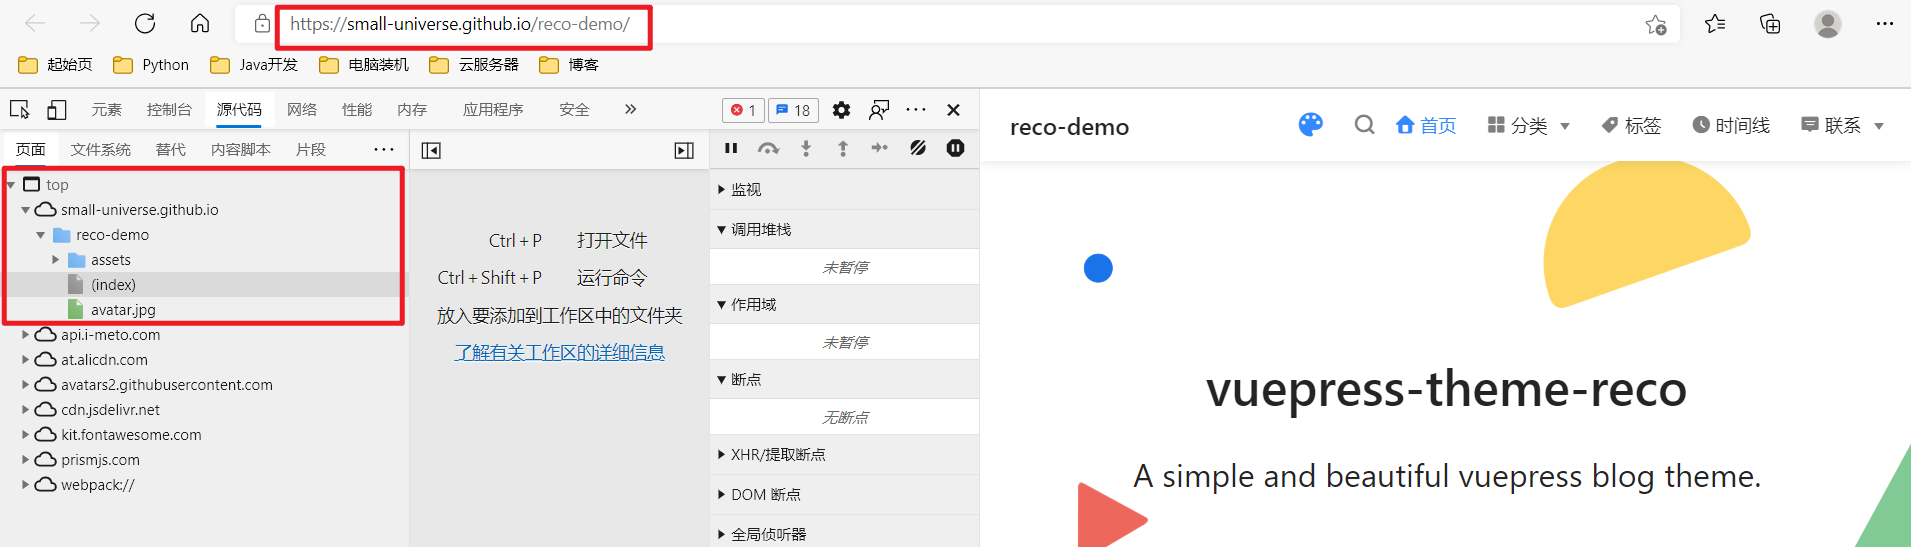 https://small-universe.github.io/reco-demo/
起始页 Python Java开发 电脑装机 云服务器 博客
元素 控制台 源代码 网络 性能 内存 应用程序 安全 » 1 18
页面 文件系统 替代 内容脚本 片段
top
small-universe.github.io
reco-demo
assets
(index)
avatar.jpg
api.i-meto.com
at.alicdn.com
avatars2.githubusercontent.com
cdn.jsdelivr.net
kit.fontawesome.com
prismjs.com
webpack://
Ctrl + P 打开文件
Ctrl + Shift + P 运行命令
放入要添加到工作区中的文件夹
了解有关工作区的详细信息
监视
调用堆栈
未暂停
作用域
未暂停
断点
无断点
XHR/提取断点
DOM 断点
全局侦听器
reco-demo 首页 分类 标签 时间线 联系
vuepress-theme-reco
A simple and beautiful vuepress blog theme.